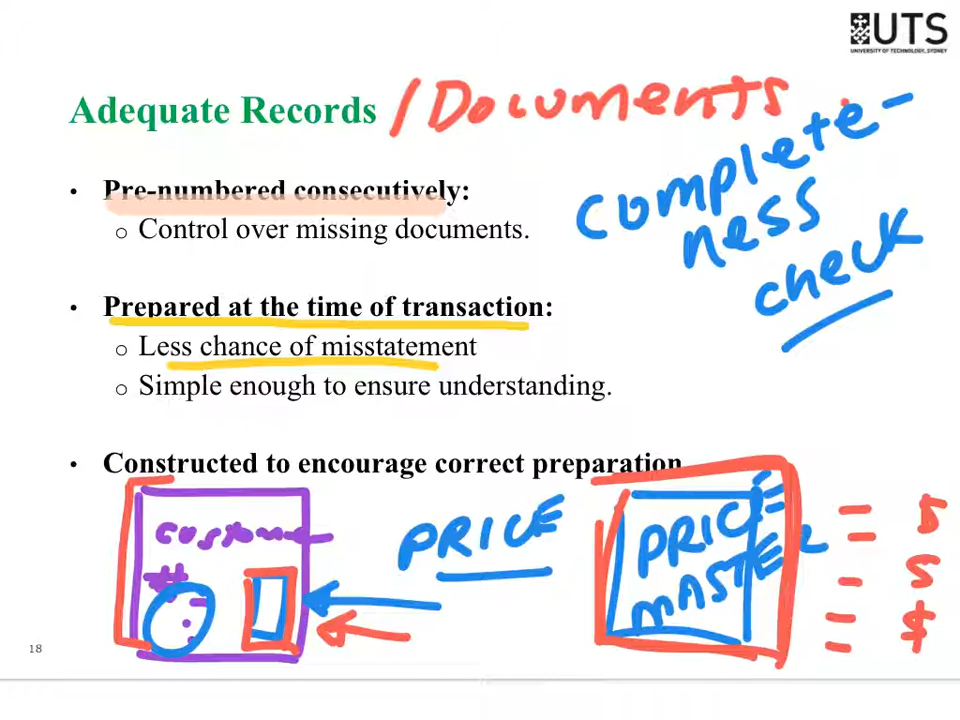 UTS
UNIVERSITY OF TECHNOLOGY, SYDNEY
Adequate Records / Documents
Complete-
ness
check
• Pre-numbered consecutively:
o Control over missing documents.
• Prepared at the time of transaction:
o Less chance of misstatement
o Simple enough to ensure understanding.
• Constructed to encourage correct preparation
customer
#
PRICE
PRICE
MASTER
$
18